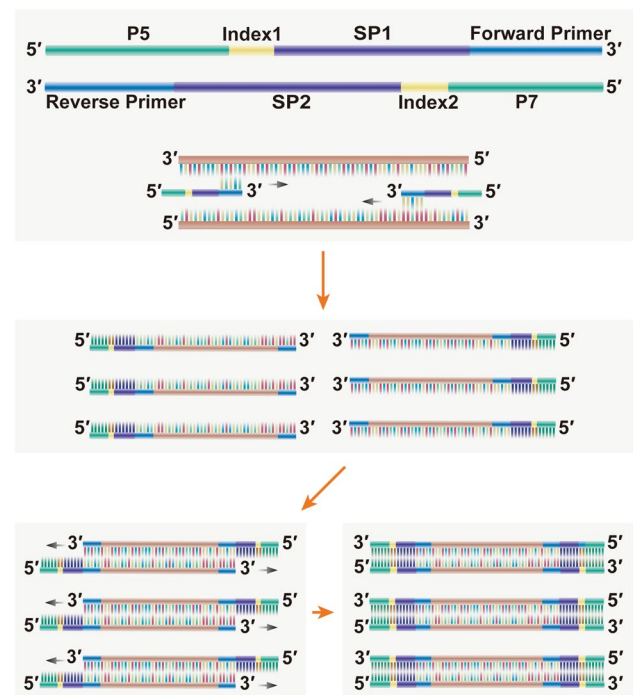 P5 Index1 SP1 Forward Primer
5′ 3′
3′ 5′
Reverse Primer SP2 Index2 P7
3′ 5′
5′ 3′ 3′ 5′
5′ 3′
5′ 3′ 3′ 5′
5′ 3′ 3′ 5′
5′ 3′ 3′ 5′
3′ 5′ 3′ 5′
5′ 3′ 5′ 3′
3′ 5′ 3′ 5′
5′ 3′ 5′ 3′
3′ 5′ 3′ 5′
5′ 3′ 5′ 3′